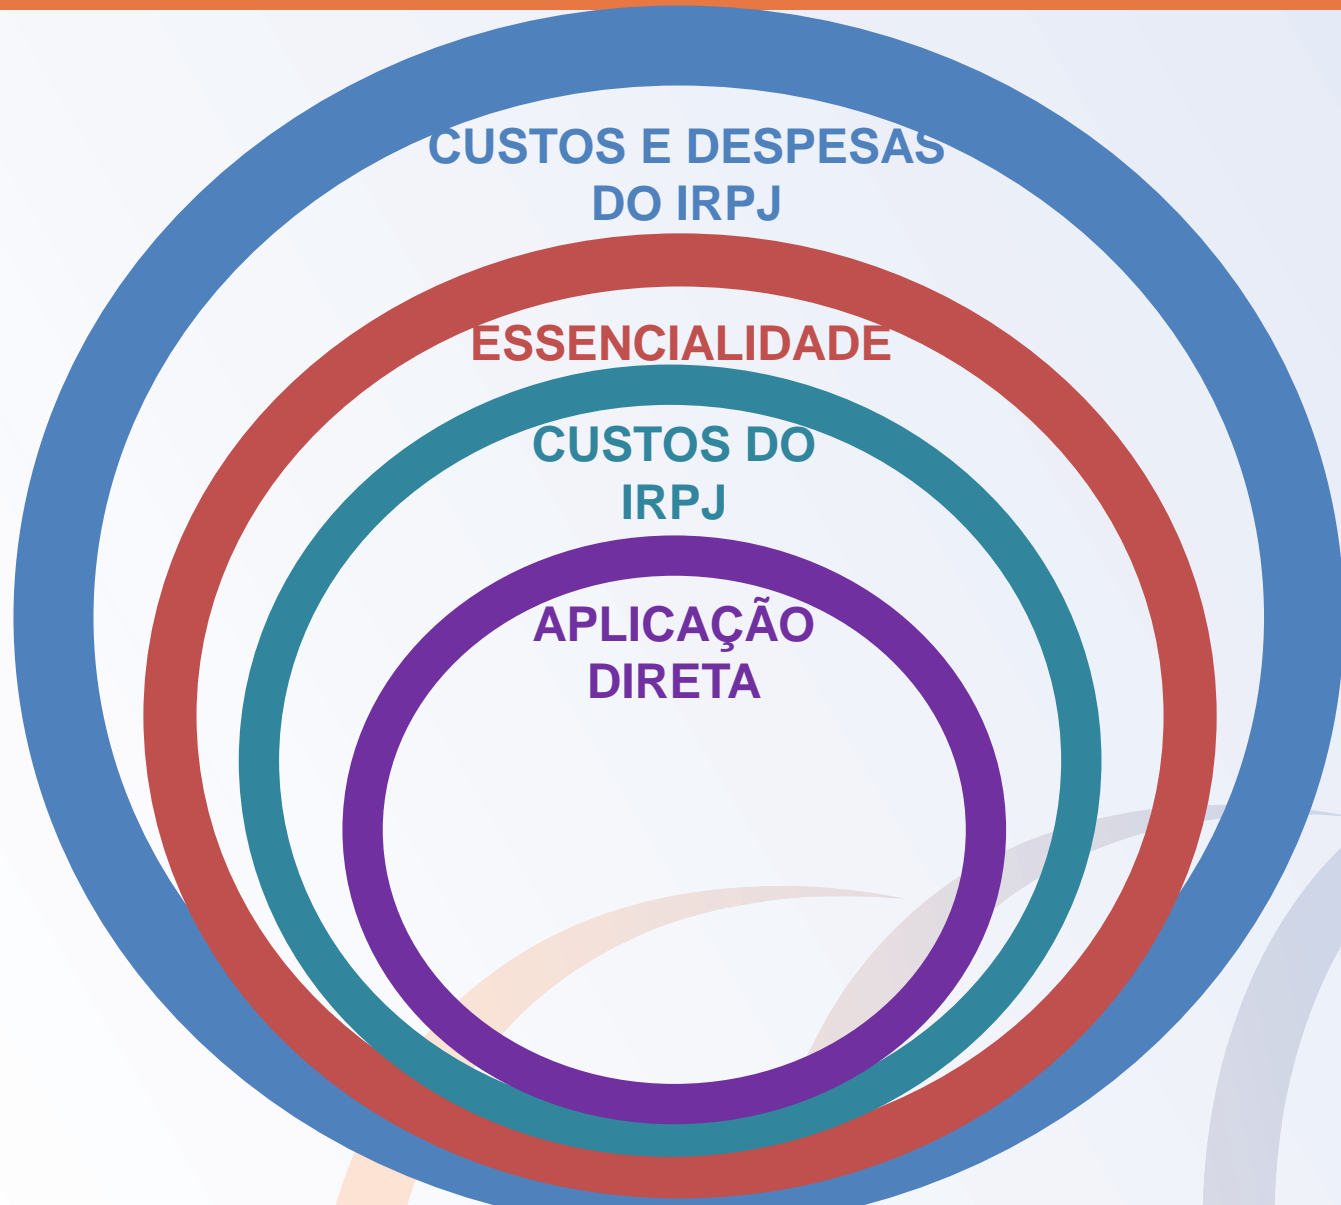 CUSTOS E DESPESAS
DO IRPJ
ESSENCIALIDADE
CUSTOS DO
IRPJ
APLICAÇÃO
DIRETA